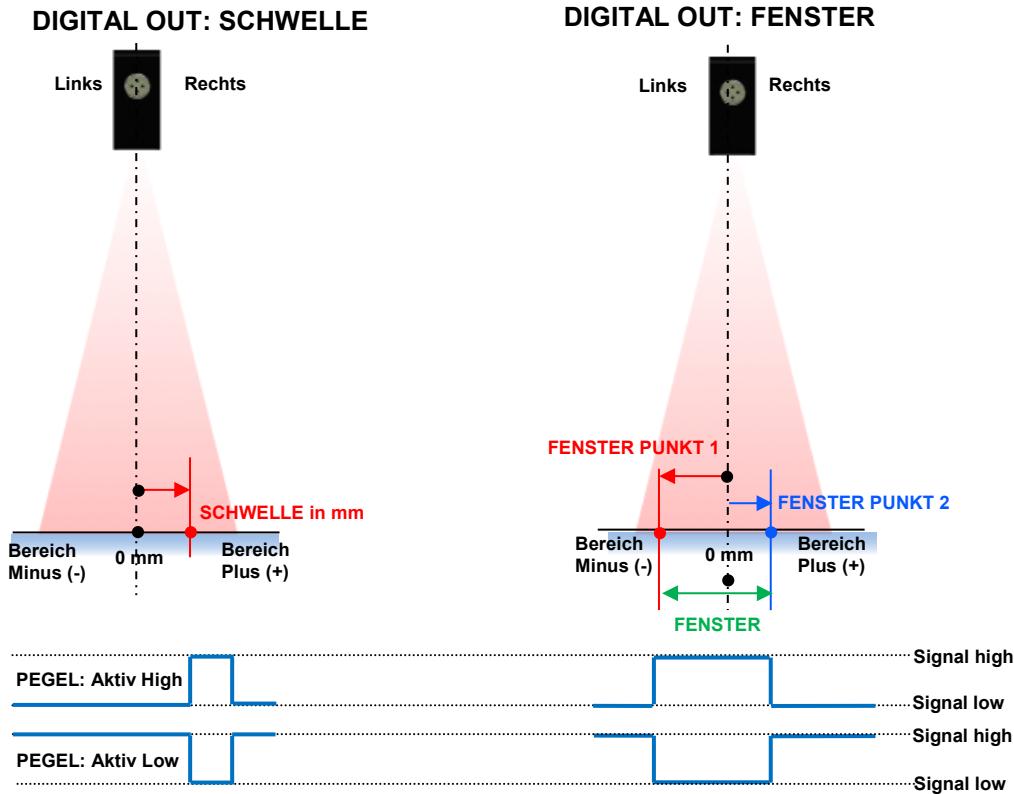 DIGITAL OUT: SCHWELLE
Links
Rechts
SCHWELLE in mm
Bereich
Minus (-)
0 mm
Bereich
Plus (+)
DIGITAL OUT: FENSTER
Links
Rechts
FENSTER PUNKT 1
FENSTER PUNKT 2
Bereich
Minus (-)
0 mm
Bereich
Plus (+)
FENSTER
PEGEL: Aktiv High
Signal high
Signal low
PEGEL: Aktiv Low
Signal high
Signal low